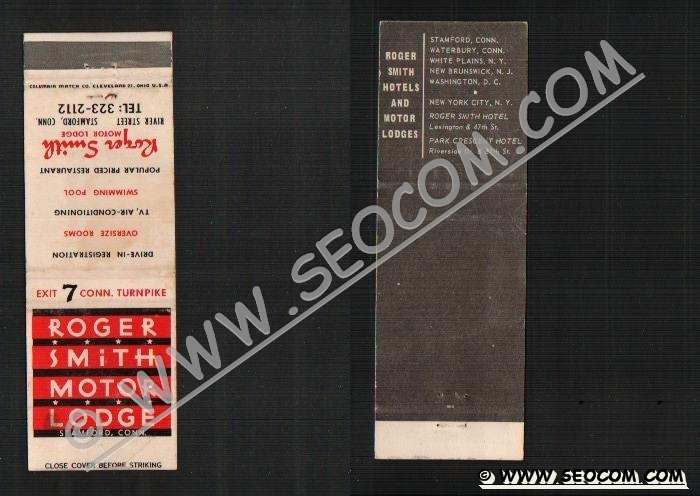 COLUMBIA MATCH CO. CLEVELAND 21, OHIO U.S.A.
TEL: 323-2112
RIVER STREET STAMFORD, CONN
MOTOR LODGE
Roger Smith
POPULAR PRICED RESTAURANT
SWIMMING POOL
TV, AIR-CONDITIONING
OVERSIZE ROOMS
DRIVE-IN REGISTRATION
EXIT 7 CONN. TURNPIKE
ROGER
SMiTH
MOTOR
LODGE
STAMFORD, CONN.
CLOSE COVER BEFORE STRIKING
ROGER
SMITH
HOTELS
AND
MOTOR
LODGES
STAMFORD, CONN.
WATERBURY, CONN.
WHITE PLAINS, N. Y.
NEW BRUNSWICK, N. J.
WASHINGTON, D. C.
NEW YORK CITY, N. Y.
ROGER SMITH HOTEL
Lexington & 47th St.
PARK CRESCENT HOTEL
Riverside St.
© WWW.SEOCOM.COM
© WWW.SEOCOM.COM